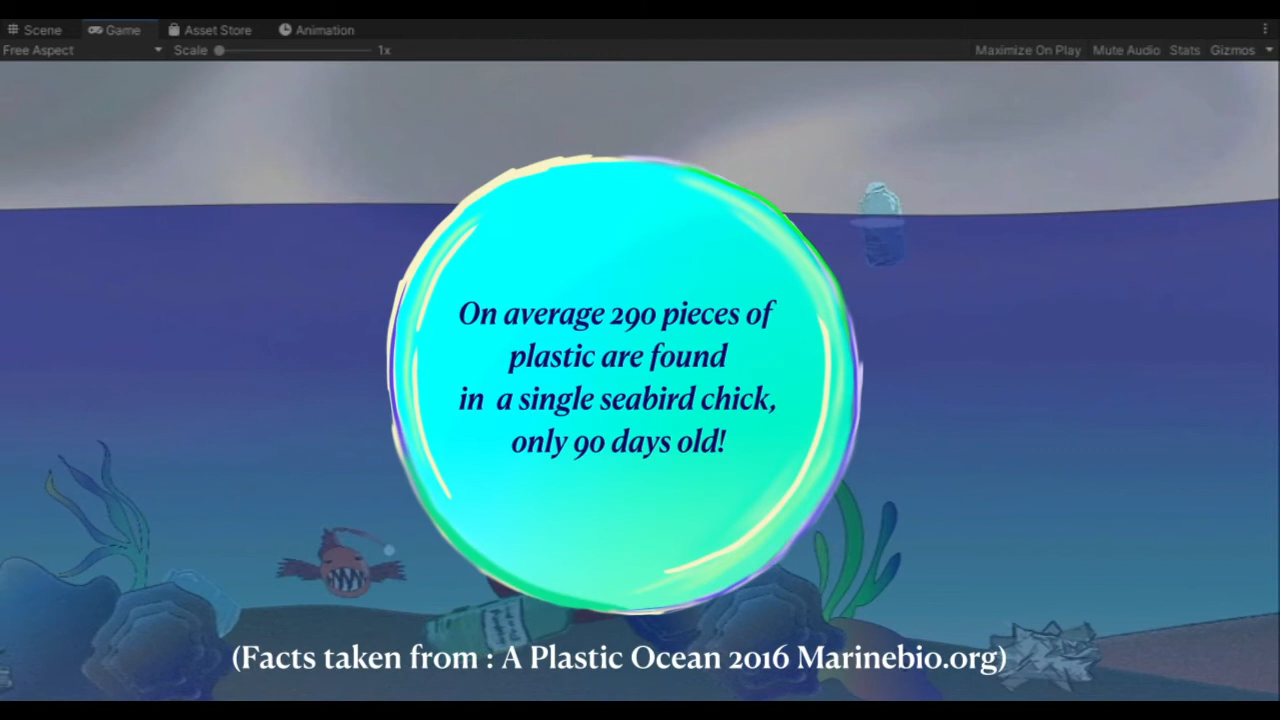 Scene Game Asset Store Animation
Free Aspect Scale 1x Maximize On Play Mute Audio Stats Gizmos
On average 290 pieces of
plastic are found
in a single seabird chick,
only 90 days old!
(Facts taken from : A Plastic Ocean 2016 Marinebio.org)